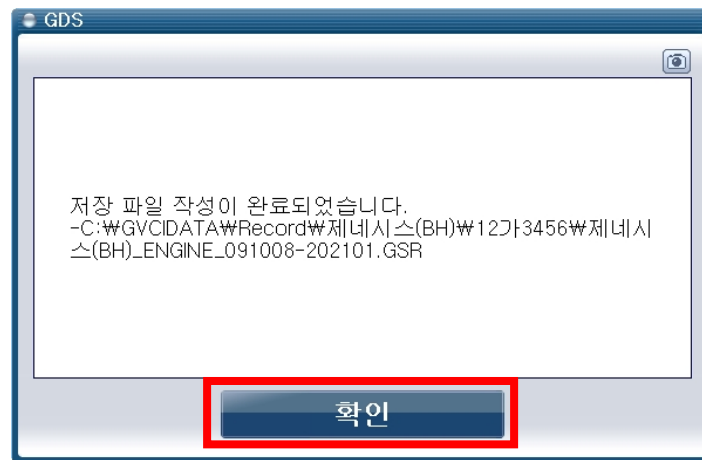 GDS
저장 파일 작성이 완료되었습니다.
-C:₩GVCIDATA₩Record₩제네시스(BH)₩12가3456₩제네시
스(BH)_ENGINE_091008-202101.GSR
확인